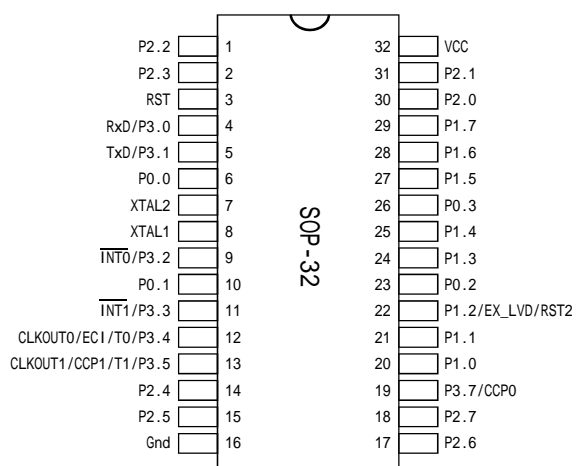 P2.2 1 32 VCC
P2.3 2 31 P2.1
RST 3 30 P2.0
RxD/P3.0 4 29 P1.7
TxD/P3.1 5 28 P1.6
P0.0 6 27 P1.5
XTAL2 7 26 P0.3
XTAL1 8 25 P1.4
INT0/P3.2 9 24 P1.3
P0.1 10 23 P0.2
INT1/P3.3 11 22 P1.2/EX_LVD/RST2
CLKOUT0/ECI/T0/P3.4 12 21 P1.1
CLKOUT1/CCP1/T1/P3.5 13 20 P1.0
P2.4 14 19 P3.7/CCP0
P2.5 15 18 P2.7
Gnd 16 17 P2.6
SOP-32